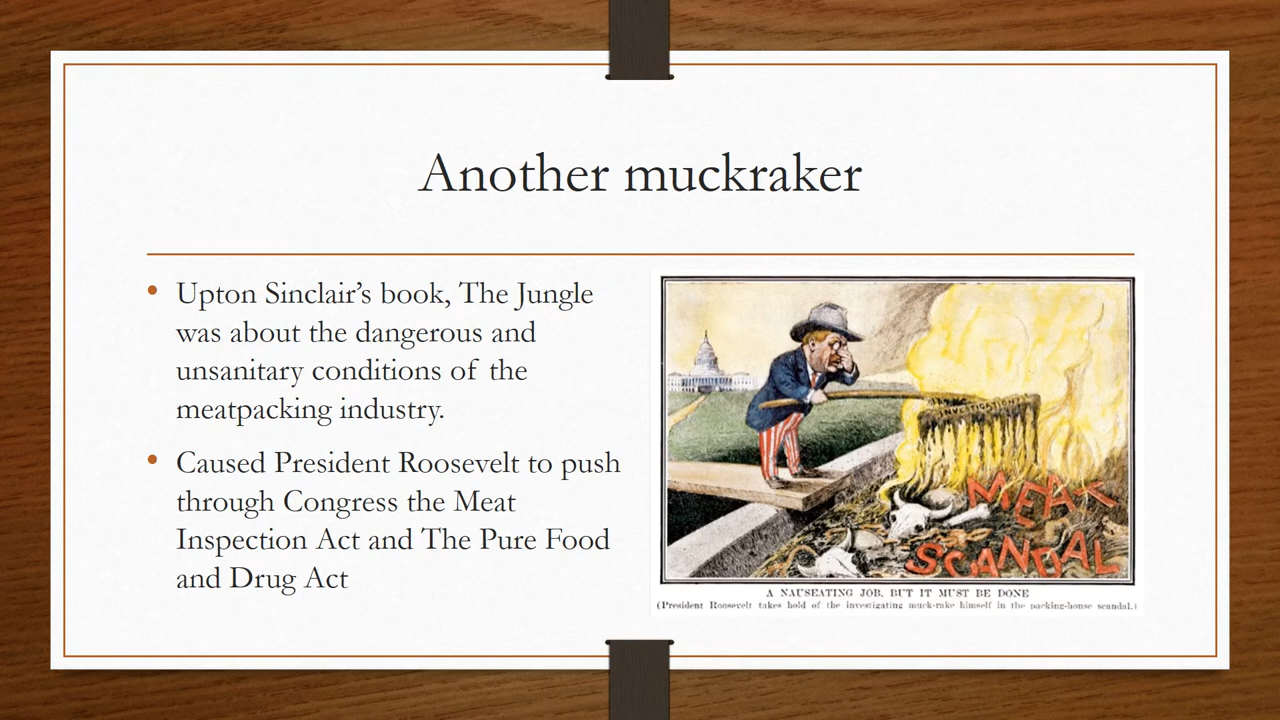 Another muckraker
• Upton Sinclair’s book, The Jungle
was about the dangerous and
unsanitary conditions of the
meatpacking industry.
• Caused President Roosevelt to push
through Congress the Meat
Inspection Act and The Pure Food
and Drug Act
INVESTIGATIONS
MEAT
SCANDAL
A NAUSEATING JOB, BUT IT MUST BE DONE
(President Roosevelt takes hold of the investigating muck-rake himself in the packing-house scandal.)